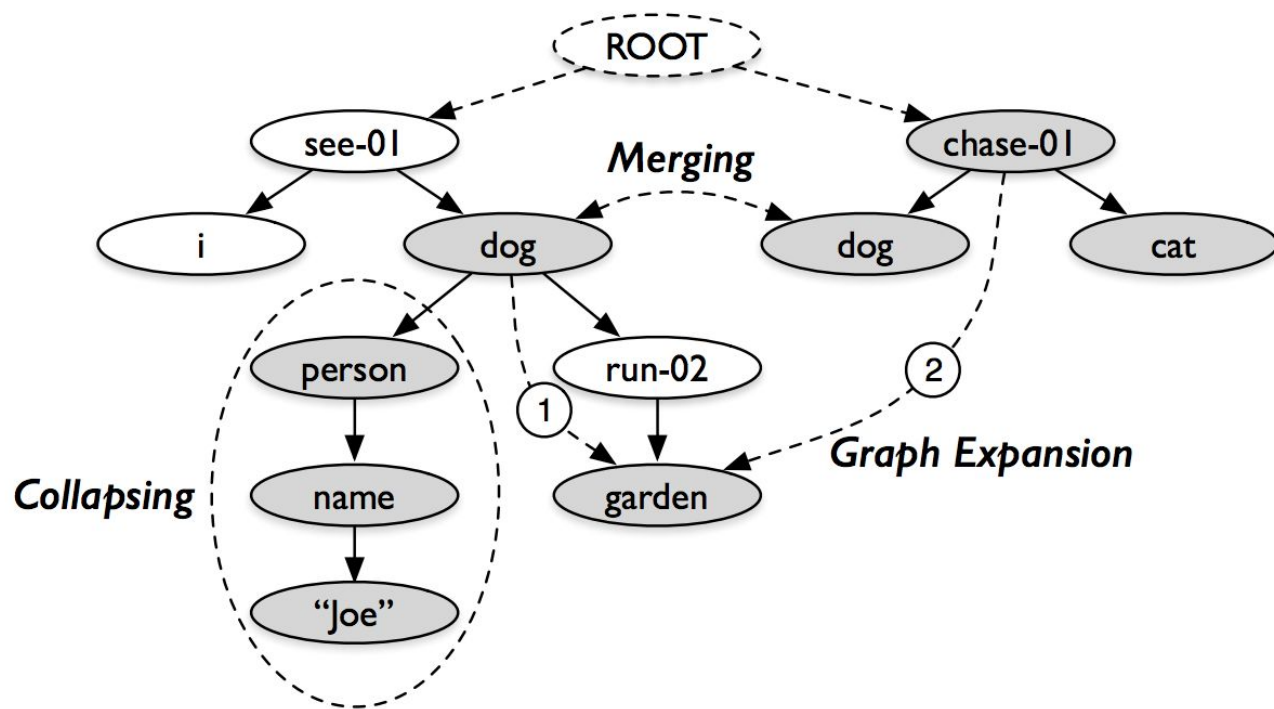 ROOT
see-01
chase-01
Merging
i
dog
dog
cat
person
run-02
2
1
Graph Expansion
Collapsing
name
garden
“Joe”